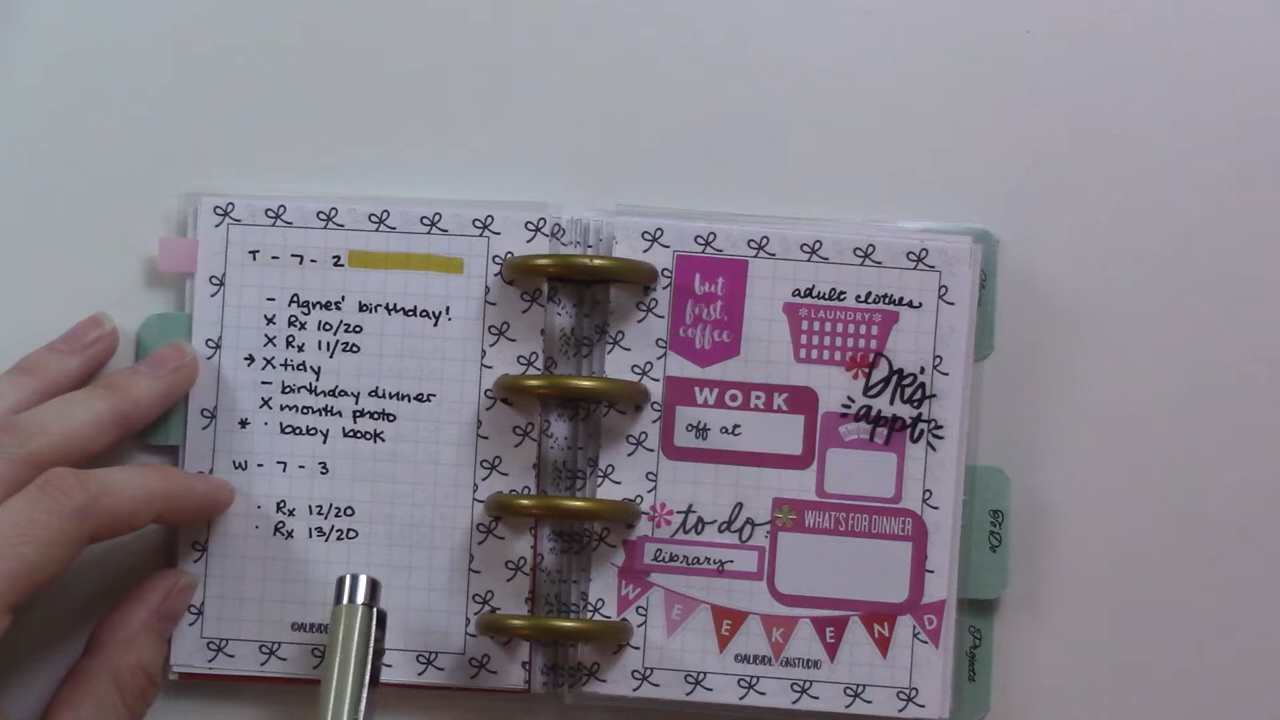 T - 7 - 2
- Agnes' birthday!
X Rx 10/20
X Rx 11/20
→ X tidy
- birthday dinner
X month photo
* · baby book
W - 7 - 3
· Rx 12/20
· Rx 13/20
but
first,
coffee
adult clothes
*LAUNDRY*
DR's
appt
WORK
off at
to do
library
WHAT'S FOR DINNER
WEEKEND
To Do
Projects